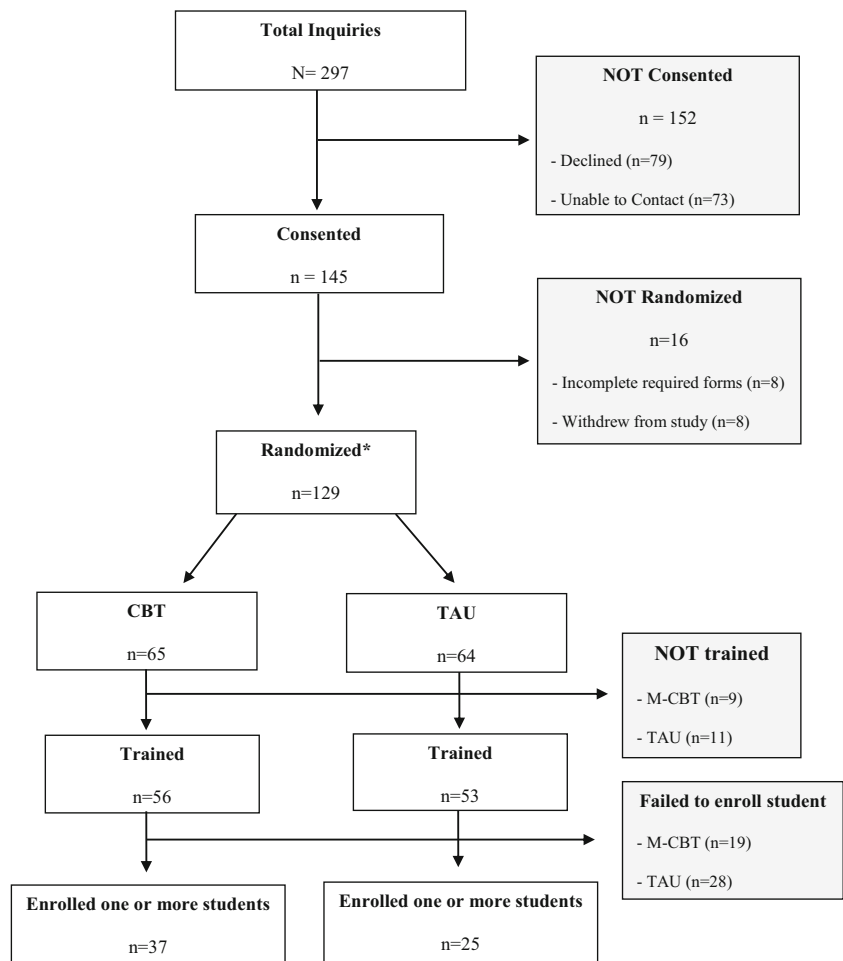 Total Inquiries
N= 297
NOT Consented
n = 152
- Declined (n=79)
- Unable to Contact (n=73)
Consented
n = 145
NOT Randomized
n=16
- Incomplete required forms (n=8)
- Withdrew from study (n=8)
Randomized*
n=129
CBT
n=65
TAU
n=64
NOT trained
- M-CBT (n=9)
- TAU (n=11)
Trained
n=56
Trained
n=53
Failed to enroll student
- M-CBT (n=19)
- TAU (n=28)
Enrolled one or more students
n=37
Enrolled one or more students
n=25